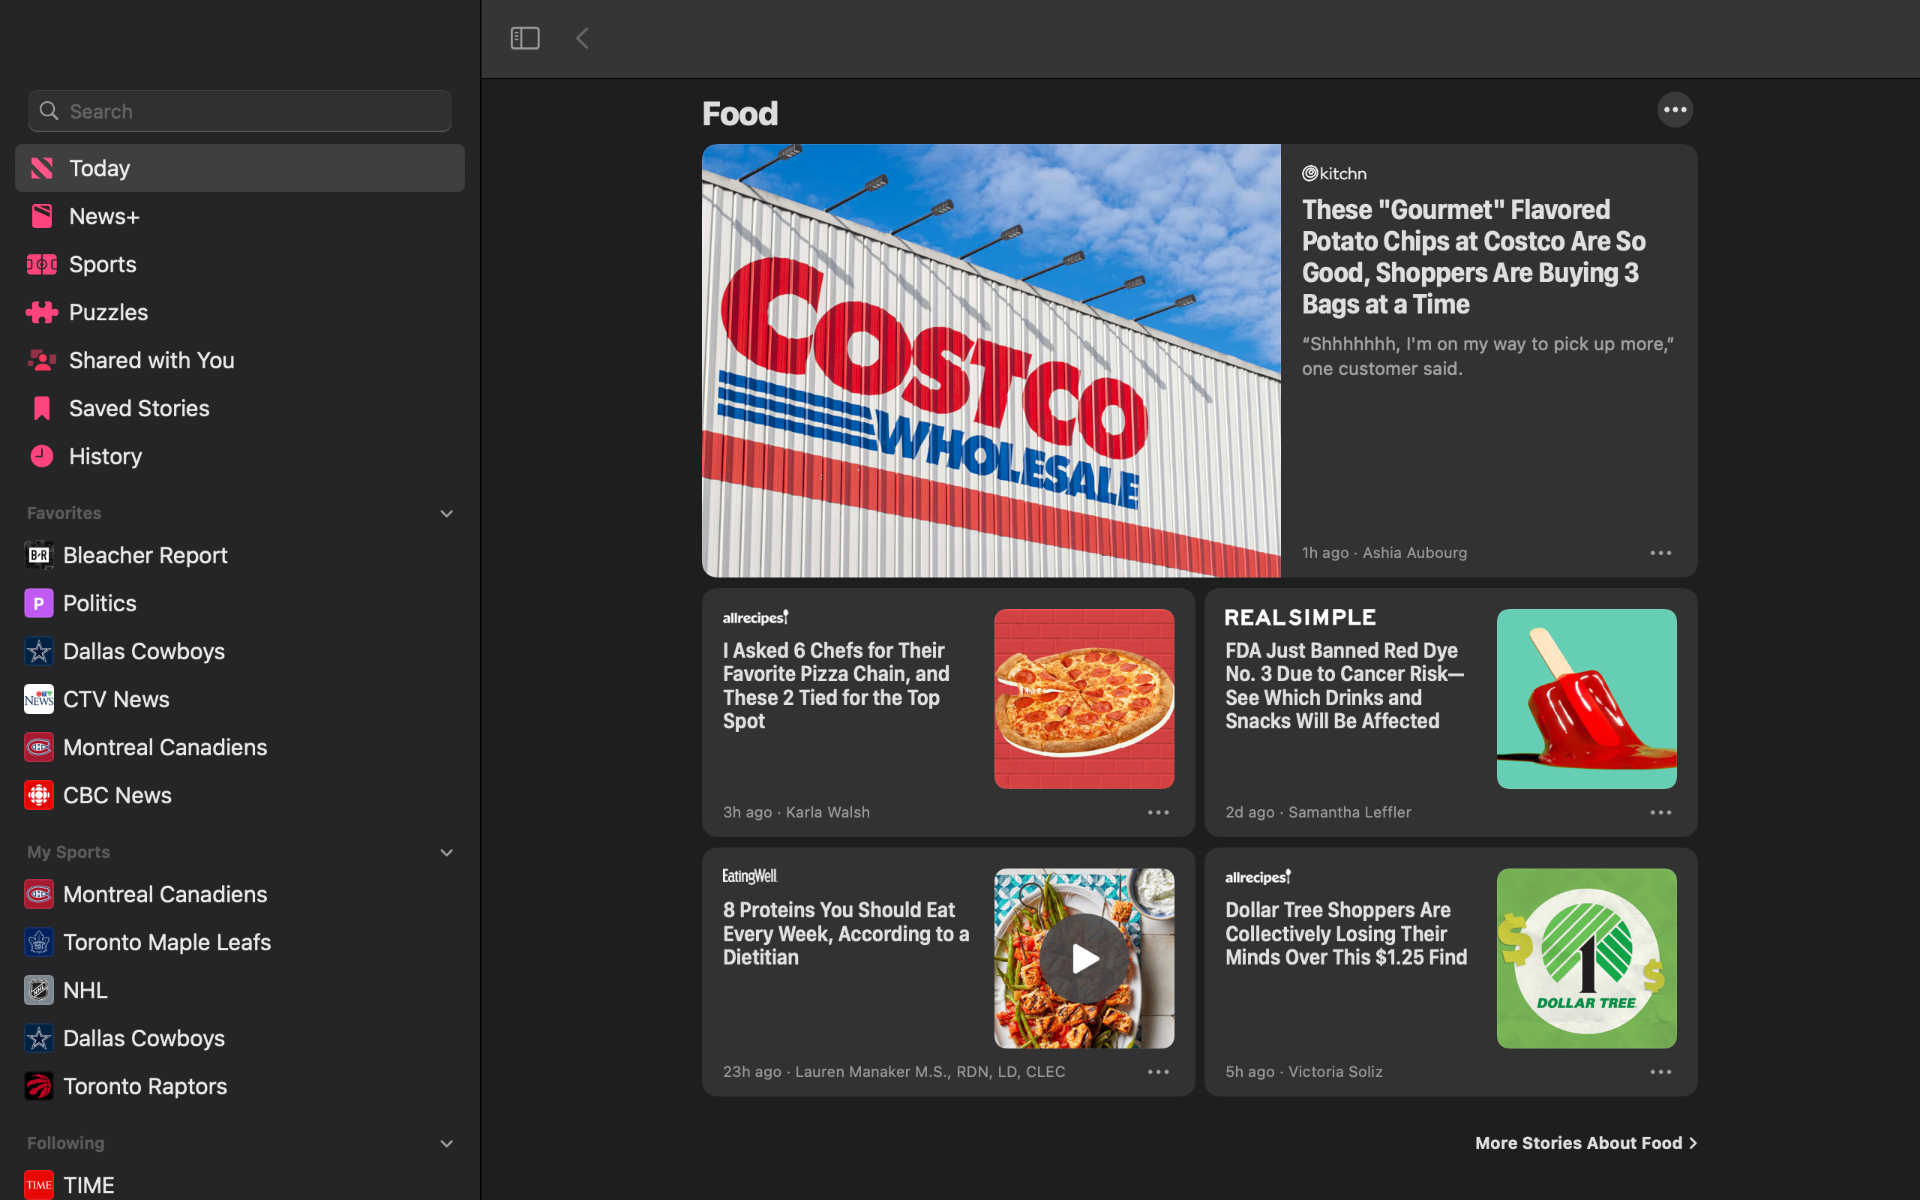 Search
Today
News+
Sports
Puzzles
Shared with You
Saved Stories
History
Favorites
B/R Bleacher Report
P Politics
Dallas Cowboys
CTV NEWS CTV News
Montreal Canadiens
CBC News
My Sports
Montreal Canadiens
Toronto Maple Leafs
NHL
Dallas Cowboys
Toronto Raptors
Following
TIME TIME
Food
COSTCO
WHOLESALE
kitchn
These "Gourmet" Flavored
Potato Chips at Costco Are So
Good, Shoppers Are Buying 3
Bags at a Time
“Shhhhhhh, I'm on my way to pick up more,”
one customer said.
1h ago · Ashia Aubourg
allrecipes
I Asked 6 Chefs for Their
Favorite Pizza Chain, and
These 2 Tied for the Top
Spot
3h ago · Karla Walsh
REAL SIMPLE
FDA Just Banned Red Dye
No. 3 Due to Cancer Risk—
See Which Drinks and
Snacks Will Be Affected
2d ago · Samantha Leffler
EatingWell
8 Proteins You Should Eat
Every Week, According to a
Dietitian
23h ago · Lauren Manaker M.S., RDN, LD, CLEC
allrecipes
Dollar Tree Shoppers Are
Collectively Losing Their
Minds Over This $1.25 Find
$ 1 $
DOLLAR TREE
5h ago · Victoria Soliz
More Stories About Food >